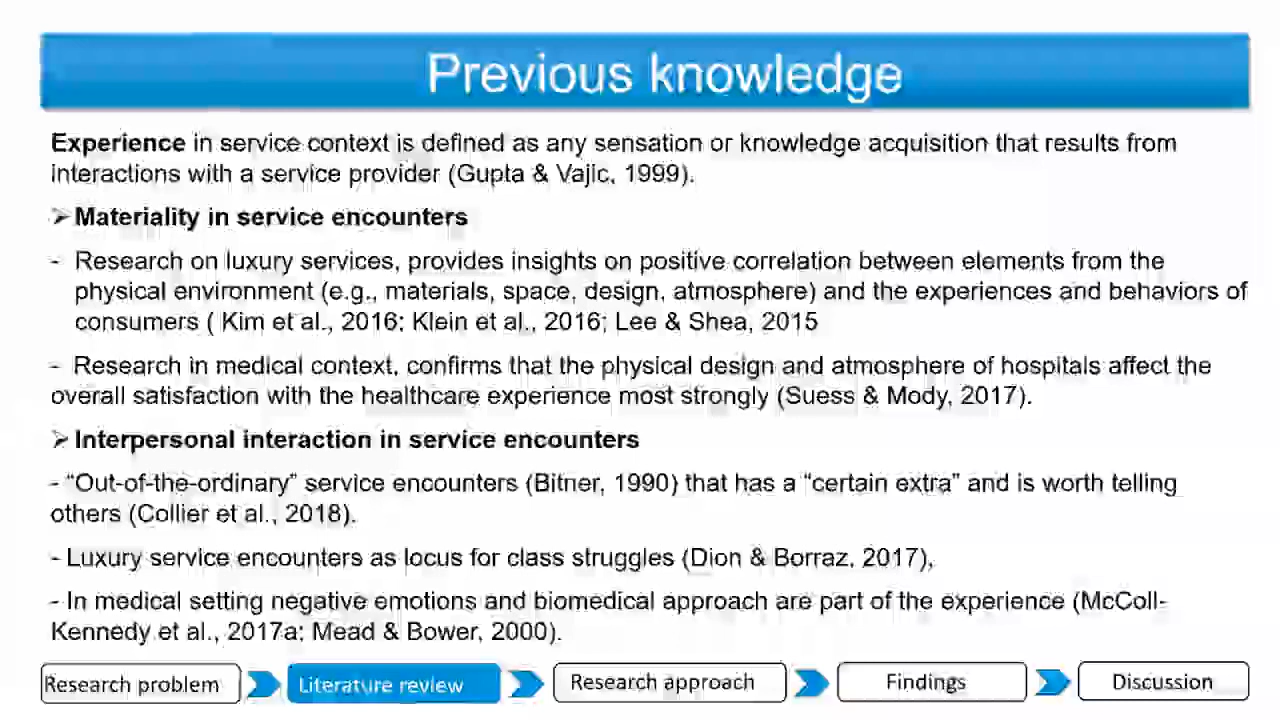 Previous knowledge
Experience in service context is defined as any sensation or knowledge acquisition that results from
interactions with a service provider (Gupta & Vajic, 1999).
➢Materiality in service encounters
- Research on luxury services, provides insights on positive correlation between elements from the
physical environment (e.g., materials, space, design, atmosphere) and the experiences and behaviors of
consumers ( Kim et al., 2016; Klein et al., 2016; Lee & Shea, 2015
- Research in medical context, confirms that the physical design and atmosphere of hospitals affect the
overall satisfaction with the healthcare experience most strongly (Suess & Mody, 2017).
➢Interpersonal interaction in service encounters
- “Out-of-the-ordinary” service encounters (Bitner, 1990) that has a “certain extra” and is worth telling
others (Collier et al., 2018).
- Luxury service encounters as locus for class struggles (Dion & Borraz, 2017),
- In medical setting negative emotions and biomedical approach are part of the experience (McColl-
Kennedy et al., 2017a; Mead & Bower, 2000).
Research problem
Literature review
Research approach
Findings
Discussion